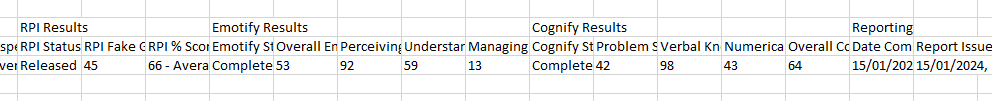 RPI Results Emotify Results Cognify Results Reporting
spe RPI Status RPI Fake G RPI % Scor Emotify St Overall Em Perceiving Understar Managing Cognify St Problem S Verbal Kn Numerica Overall Co Date Com Report Issue
ver Released 45 66 - Avera Complete 53 92 59 13 Complete 42 98 43 64 15/01/202 15/01/2024,